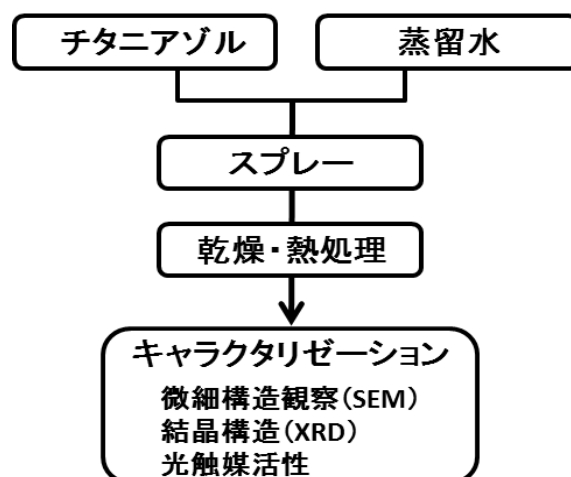 チタニアゾル
蒸留水
スプレー
乾燥・熱処理
キャラクタリゼーション
微細構造観察(SEM)
結晶構造(XRD)
光触媒活性